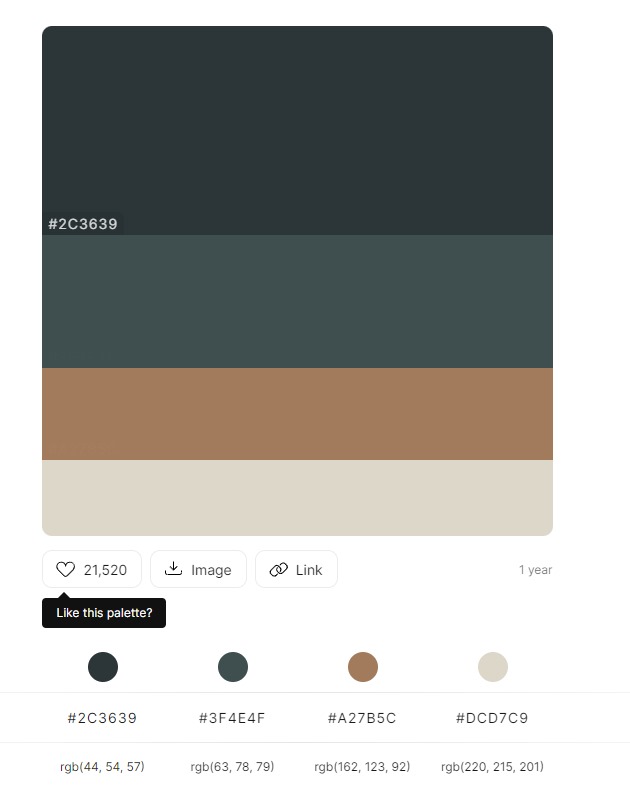 #2C3639
21,520 Image Link 1 year
Like this palette?
#2C3639 #3F4E4F #A27B5C #DCD7C9
rgb(44, 54, 57) rgb(63, 78, 79) rgb(162, 123, 92) rgb(220, 215, 201)